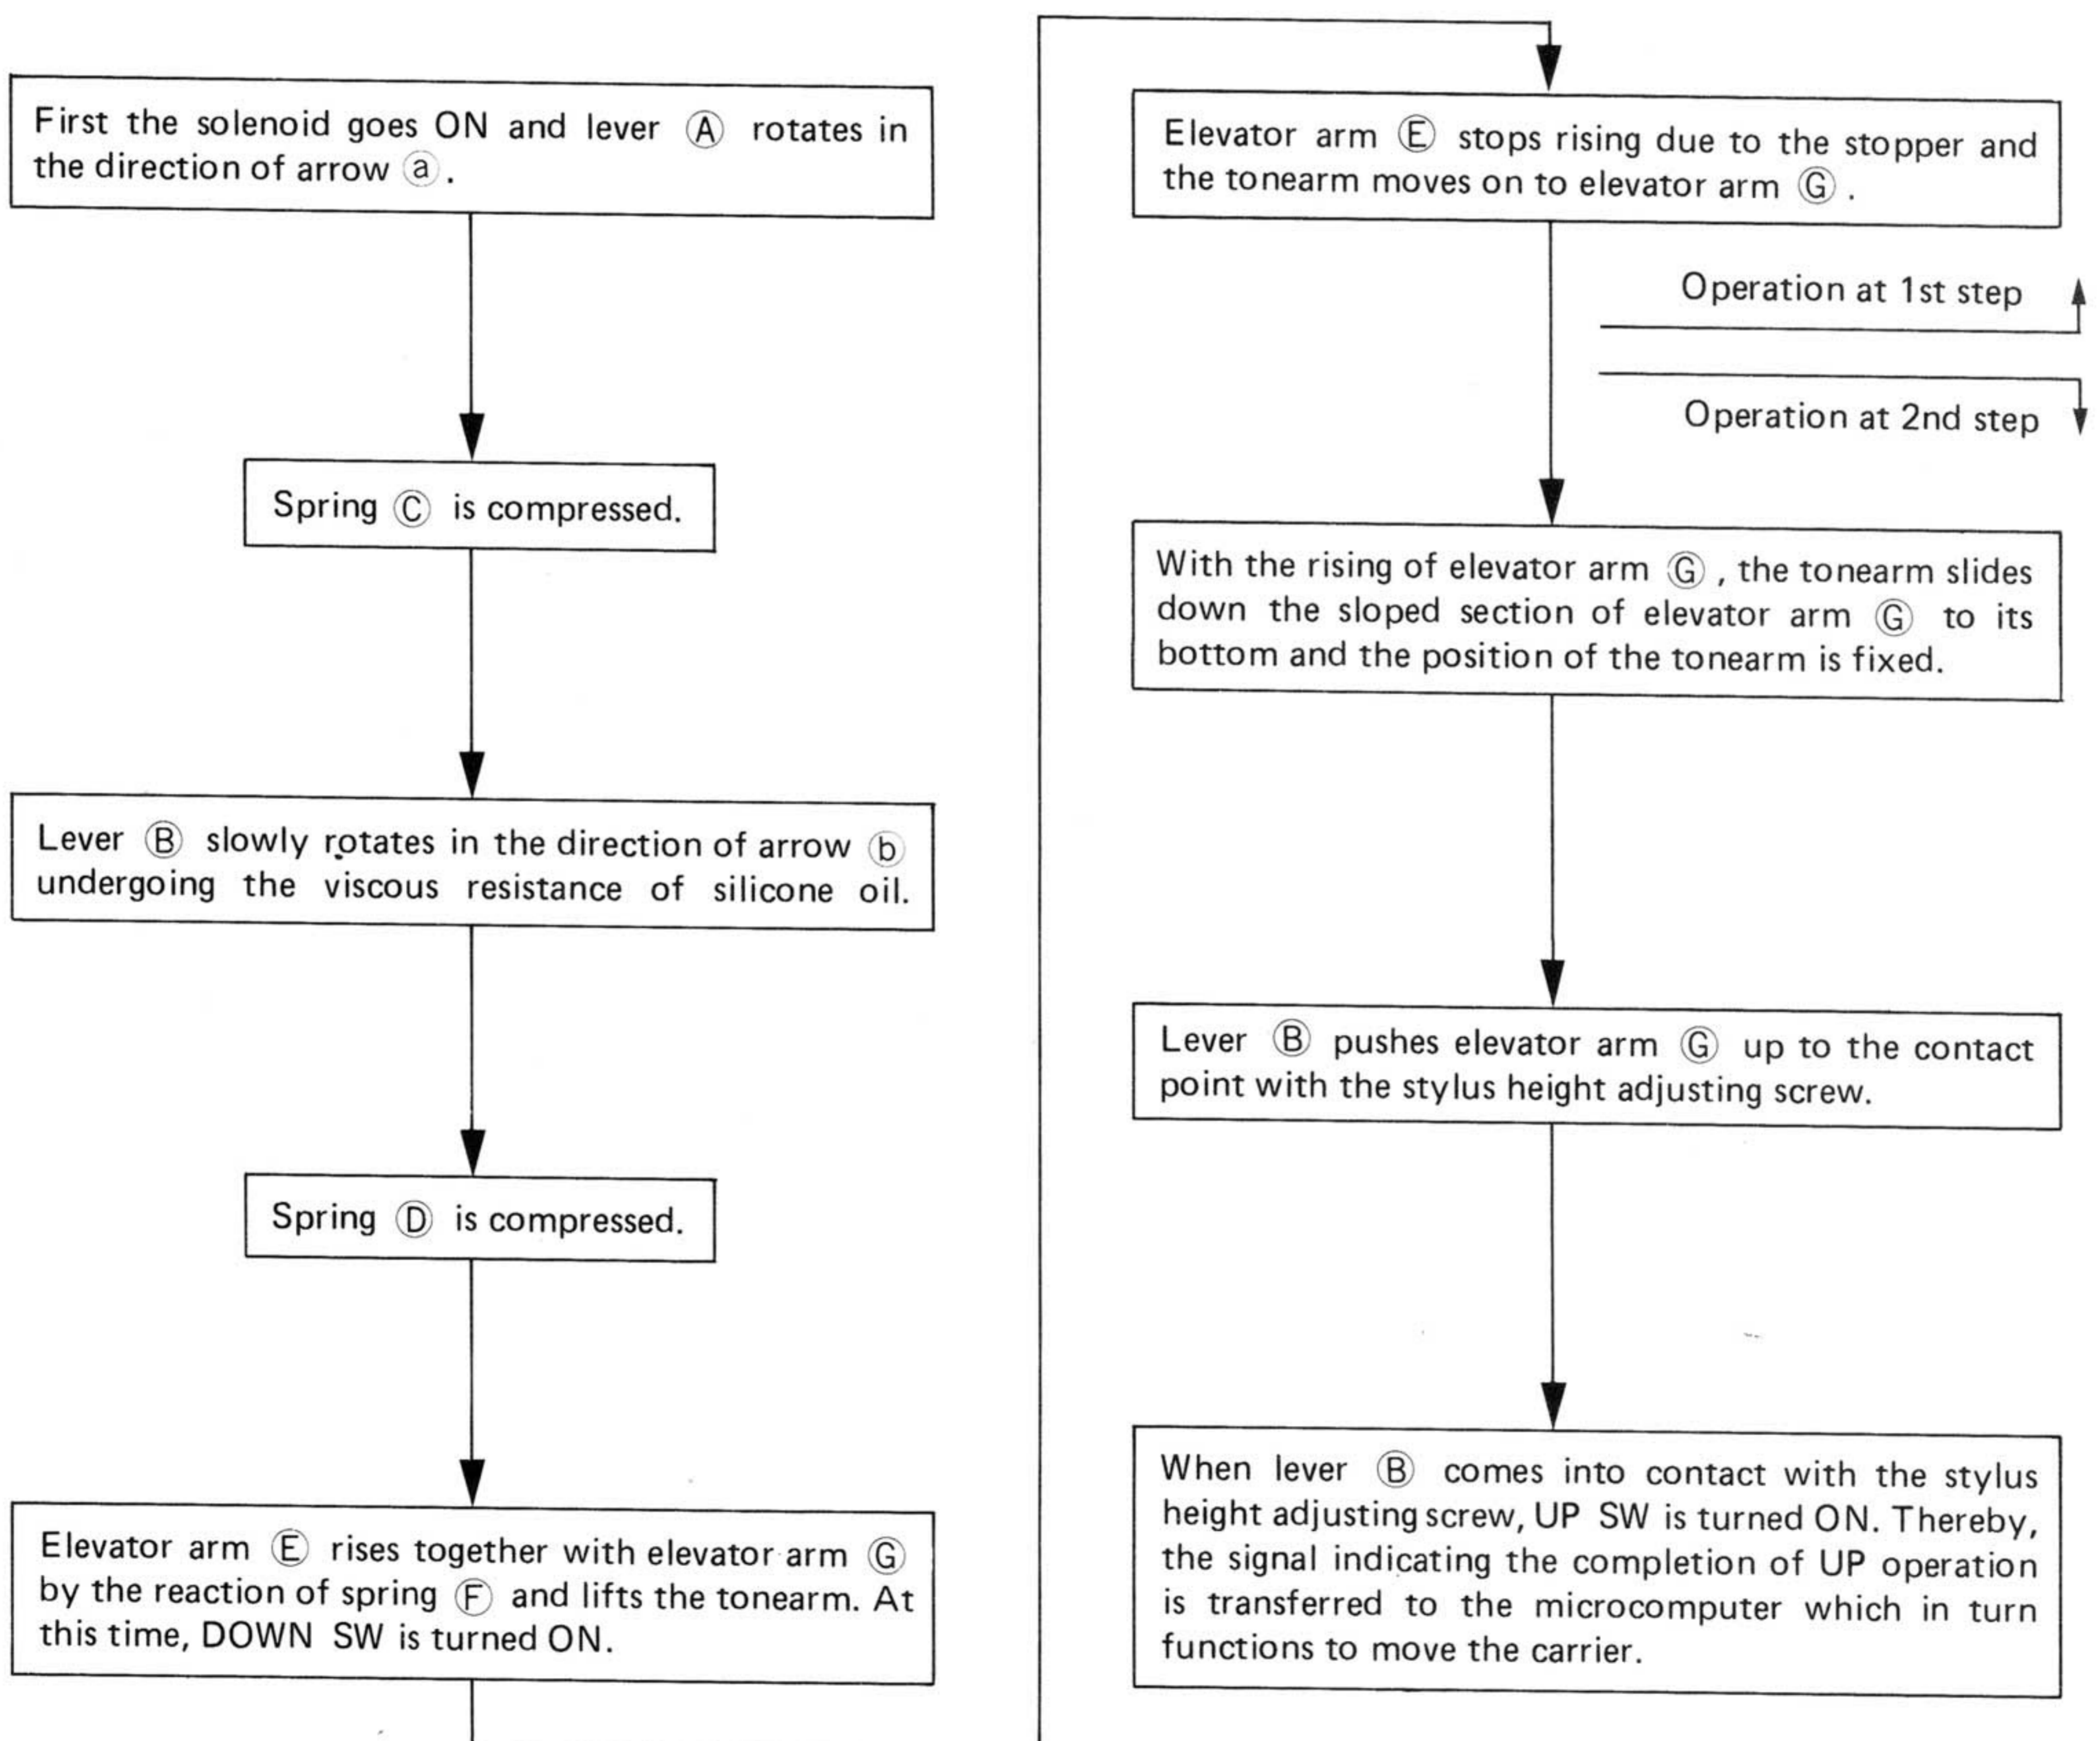 First the solenoid goes ON and lever Ⓐ rotates in
the direction of arrow ⓐ.
Spring Ⓒ is compressed.
Lever Ⓑ slowly rotates in the direction of arrow ⓑ
undergoing the viscous resistance of silicone oil.
Spring Ⓓ is compressed.
Elevator arm Ⓔ rises together with elevator arm Ⓖ
by the reaction of spring Ⓕ and lifts the tonearm. At
this time, DOWN SW is turned ON.
Elevator arm Ⓔ stops rising due to the stopper and
the tonearm moves on to elevator arm Ⓖ.
Operation at 1st step
Operation at 2nd step
With the rising of elevator arm Ⓖ, the tonearm slides
down the sloped section of elevator arm Ⓖ to its
bottom and the position of the tonearm is fixed.
Lever Ⓑ pushes elevator arm Ⓖ up to the contact
point with the stylus height adjusting screw.
When lever Ⓑ comes into contact with the stylus
height adjusting screw, UP SW is turned ON. Thereby,
the signal indicating the completion of UP operation
is transferred to the microcomputer which in turn
functions to move the carrier.